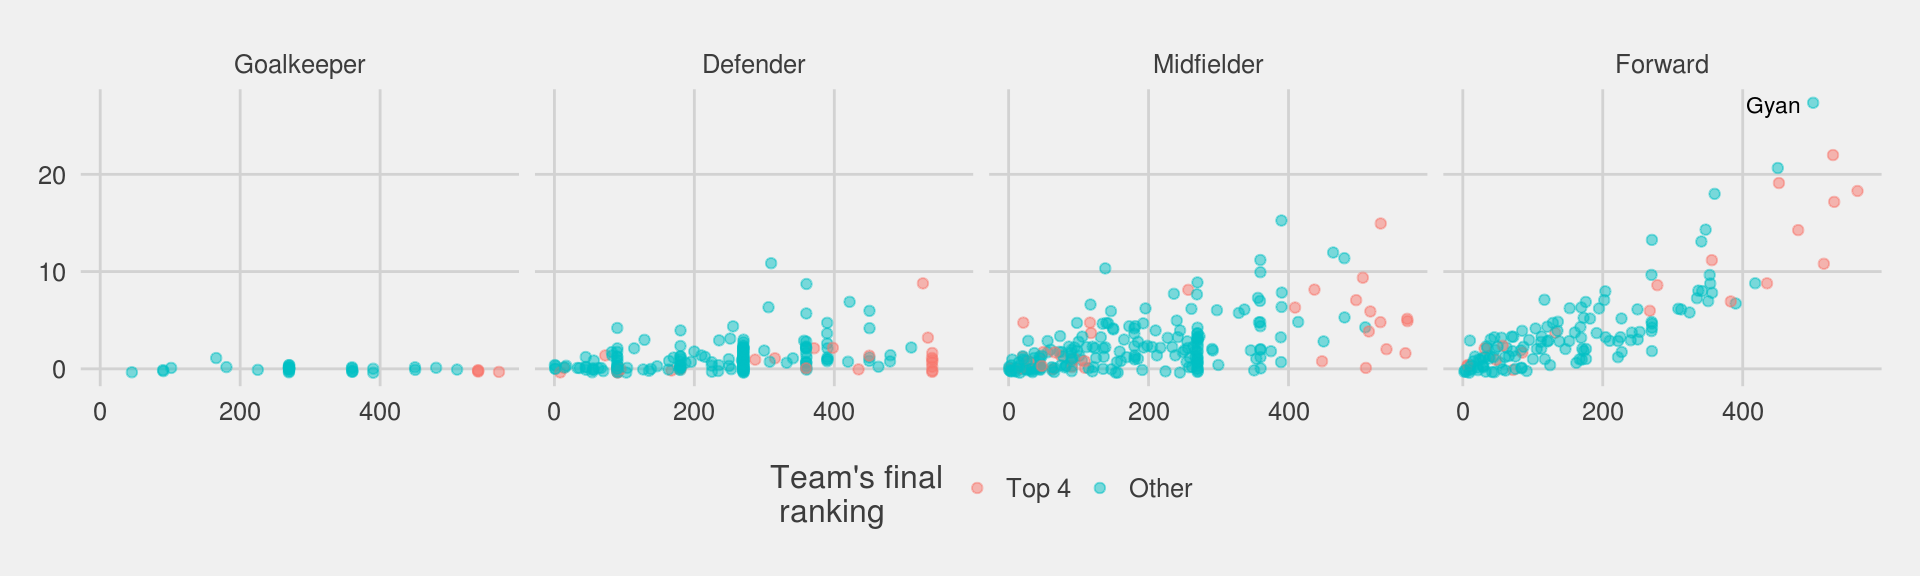 Goalkeeper Defender Midfielder Forward
Gyan
20
10
0
0 200 400 0 200 400 0 200 400 0 200 400
Team's final
ranking
Top 4 Other